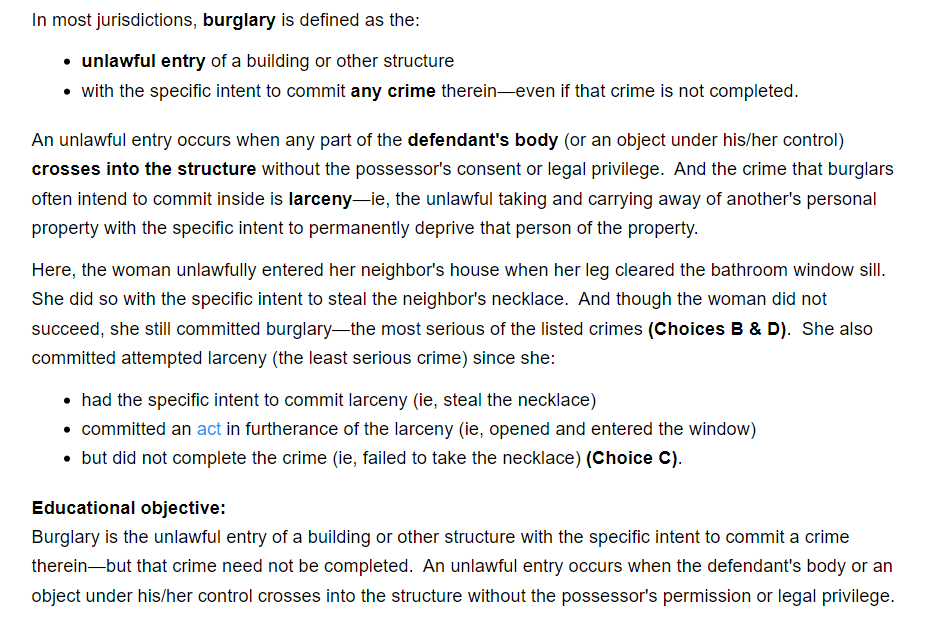 In most jurisdictions, burglary is defined as the:
• unlawful entry of a building or other structure
• with the specific intent to commit any crime therein—even if that crime is not completed.
An unlawful entry occurs when any part of the defendant's body (or an object under his/her control)
crosses into the structure without the possessor's consent or legal privilege.  And the crime that burglars
often intend to commit inside is larceny—ie, the unlawful taking and carrying away of another's personal
property with the specific intent to permanently deprive that person of the property.
Here, the woman unlawfully entered her neighbor's house when her leg cleared the bathroom window sill.
She did so with the specific intent to steal the neighbor's necklace.  And though the woman did not
succeed, she still committed burglary—the most serious of the listed crimes (Choices B & D).  She also
committed attempted larceny (the least serious crime) since she:
• had the specific intent to commit larceny (ie, steal the necklace)
• committed an act in furtherance of the larceny (ie, opened and entered the window)
• but did not complete the crime (ie, failed to take the necklace) (Choice C).
Educational objective:
Burglary is the unlawful entry of a building or other structure with the specific intent to commit a crime
therein—but that crime need not be completed.  An unlawful entry occurs when the defendant's body or an
object under his/her control crosses into the structure without the possessor's permission or legal privilege.